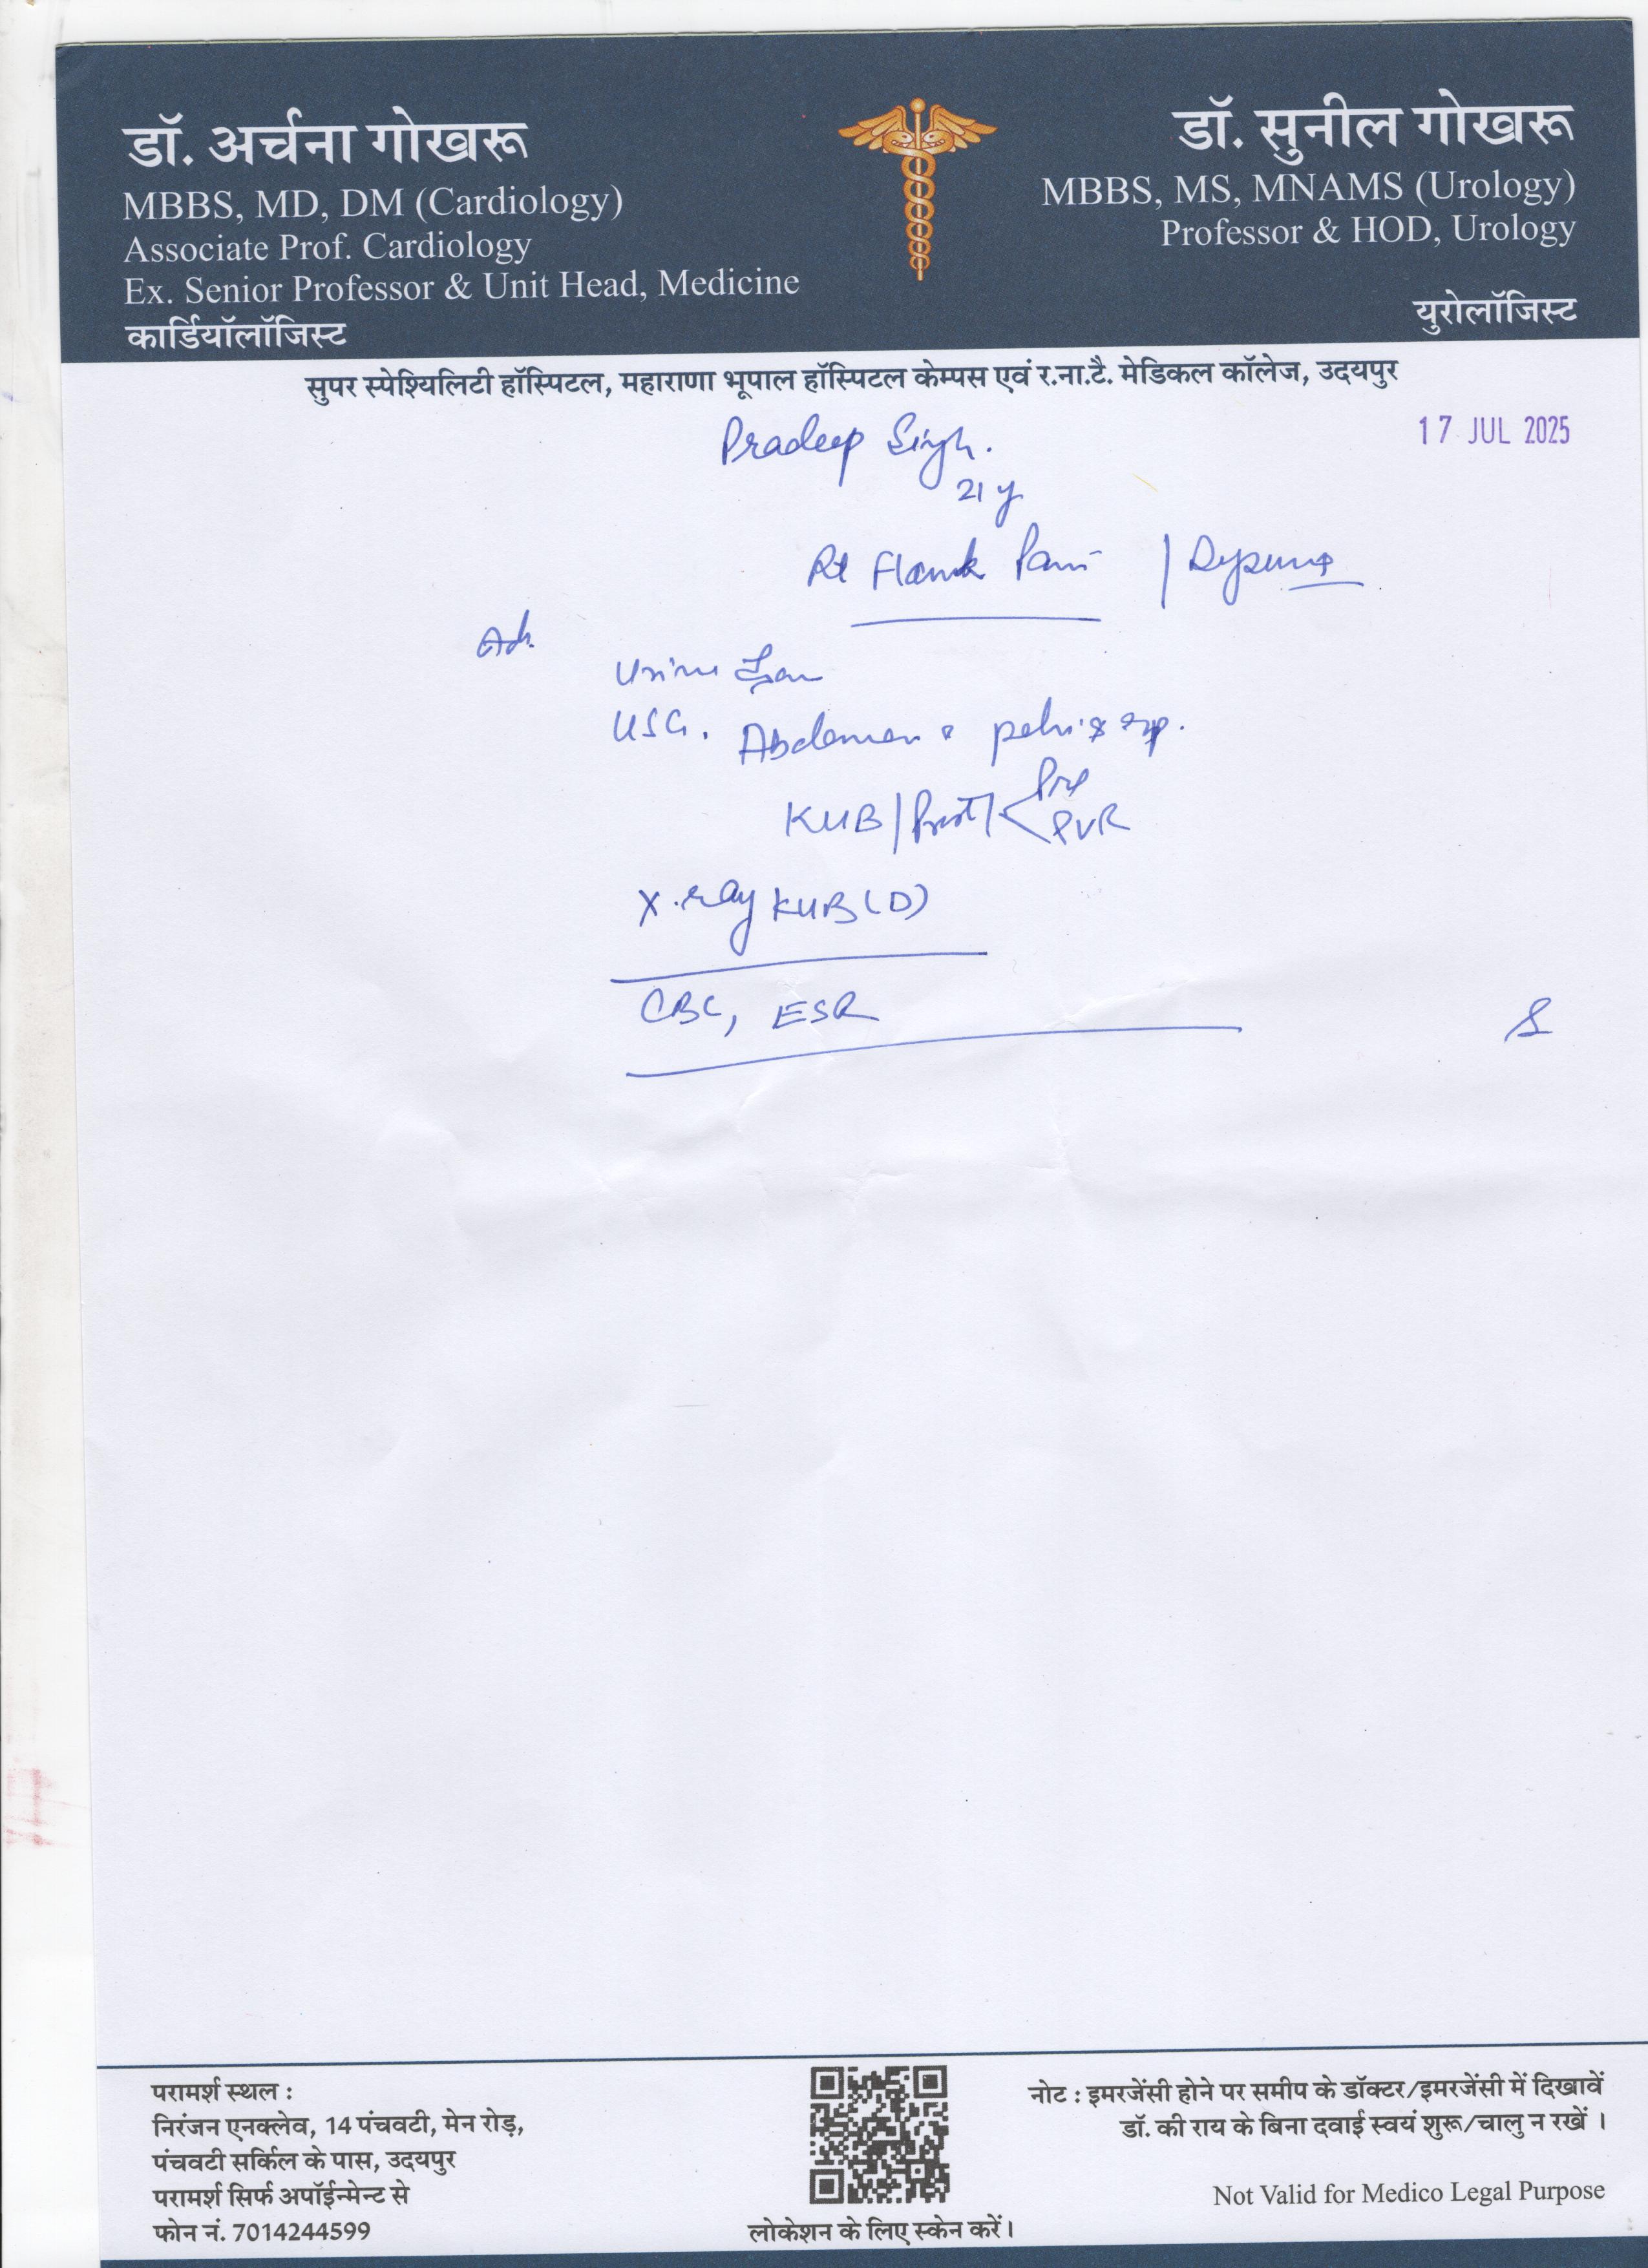 डॉ. अर्चना गोखरू
MBBS, MD, DM (Cardiology)
Associate Prof. Cardiology
Ex. Senior Professor & Unit Head, Medicine
कार्डियॉलॉजिस्ट
डॉ. सुनील गोखरू
MBBS, MS, MNAMS (Urology)
Professor & HOD, Urology
युरोलॉजिस्ट
सुपर स्पेश्यिलिटी हॉस्पिटल, महाराणा भूपाल हॉस्पिटल केम्पस एवं र.ना.टै. मेडिकल कॉलेज, उदयपुर
17 JUL 2025
Pradeep Singh.
21 y
Rt Flank Pain | Dysuria
Urine
USG. Abdomen & pelvis
KUB/Prost/< Pre
PVR
X-ray KUB (D)
CBC, ESR
परामर्श स्थल :
निरंजन एनक्लेव, 14 पंचवटी, मेन रोड़,
पंचवटी सर्किल के पास, उदयपुर
परामर्श सिर्फ अपॉईन्मेन्ट से
फोन नं. 7014244599
लोकेशन के लिए स्केन करें।
नोट : इमरजेंसी होने पर समीप के डॉक्टर/इमरजेंसी में दिखावें
डॉ. की राय के बिना दवाई स्वयं शुरू/चालु न रखें ।
Not Valid for Medico Legal Purpose